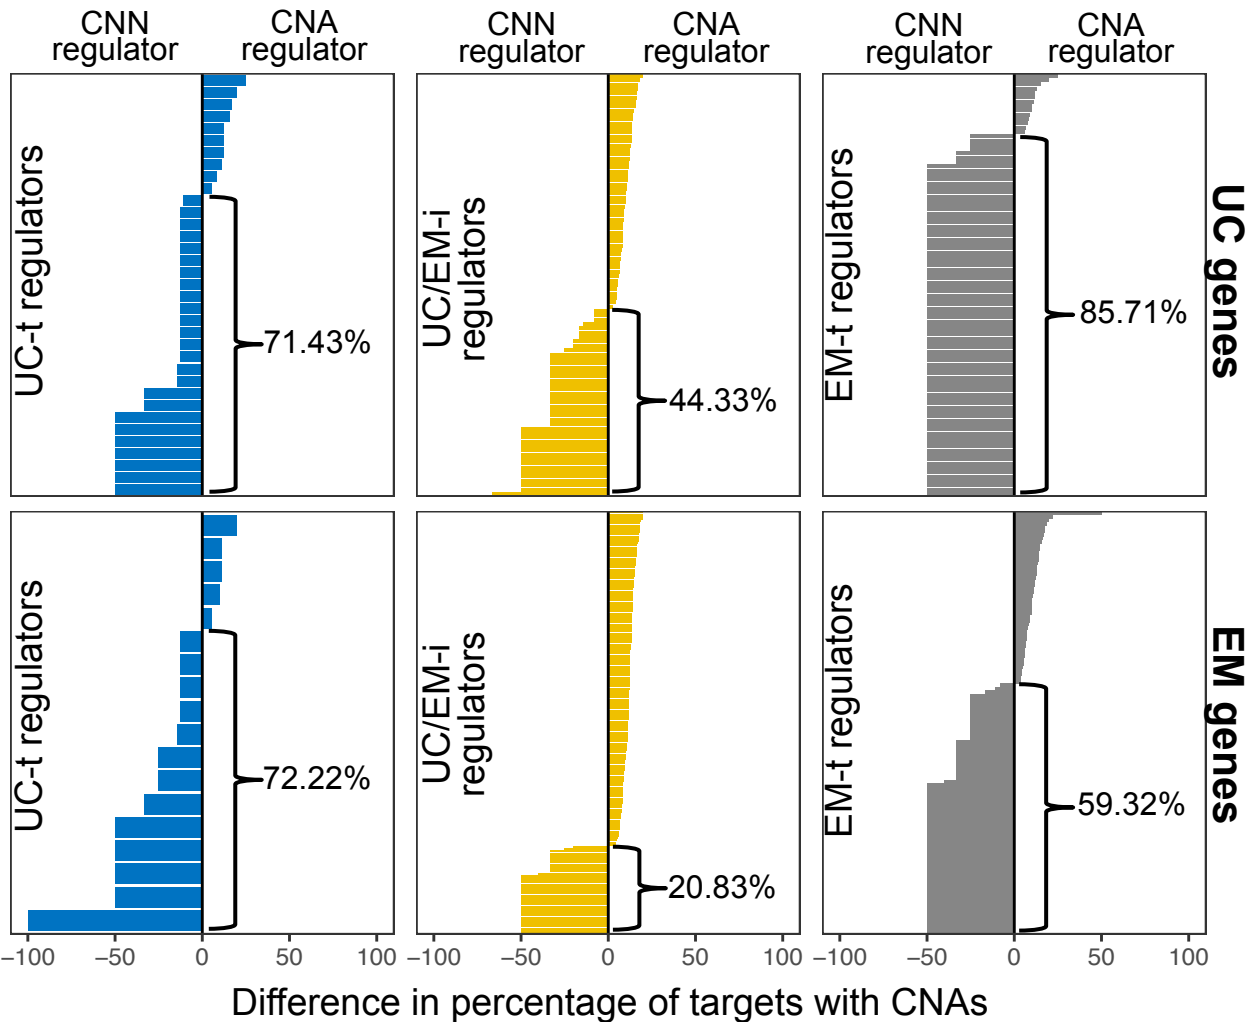 CNN
regulator
CNA
regulator
CNN
regulator
CNA
regulator
CNN
regulator
CNA
regulator
UC-t regulators
71.43%
UC/EM-i
regulators
44.33%
EM-t regulators
85.71%
UC genes
UC-t regulators
72.22%
UC/EM-i
regulators
20.83%
EM-t regulators
59.32%
EM genes
−100 −50 0 50 100
−100 −50 0 50 100
−100 −50 0 50 100
Difference in percentage of targets with CNAs